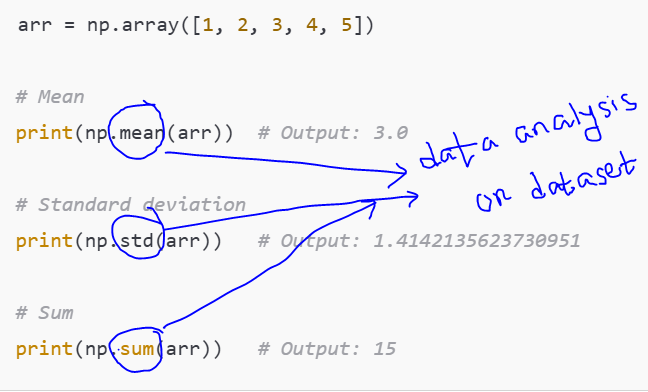 arr = np.array([1, 2, 3, 4, 5])
# Mean
print(np.mean(arr))  # Output: 3.0
data analysis
on dataset
# Standard deviation
print(np.std(arr))   # Output: 1.4142135623730951
# Sum
print(np.sum(arr))   # Output: 15